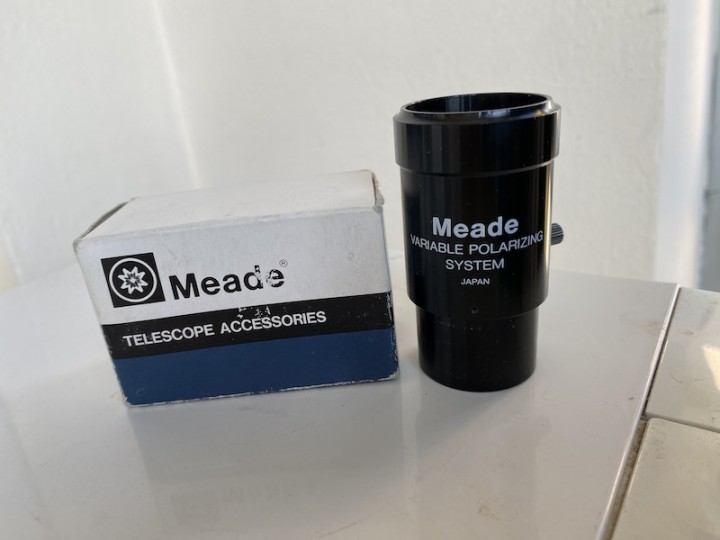 Meade®
TELESCOPE ACCESSORIES
Meade
VARIABLE POLARIZING
SYSTEM
JAPAN